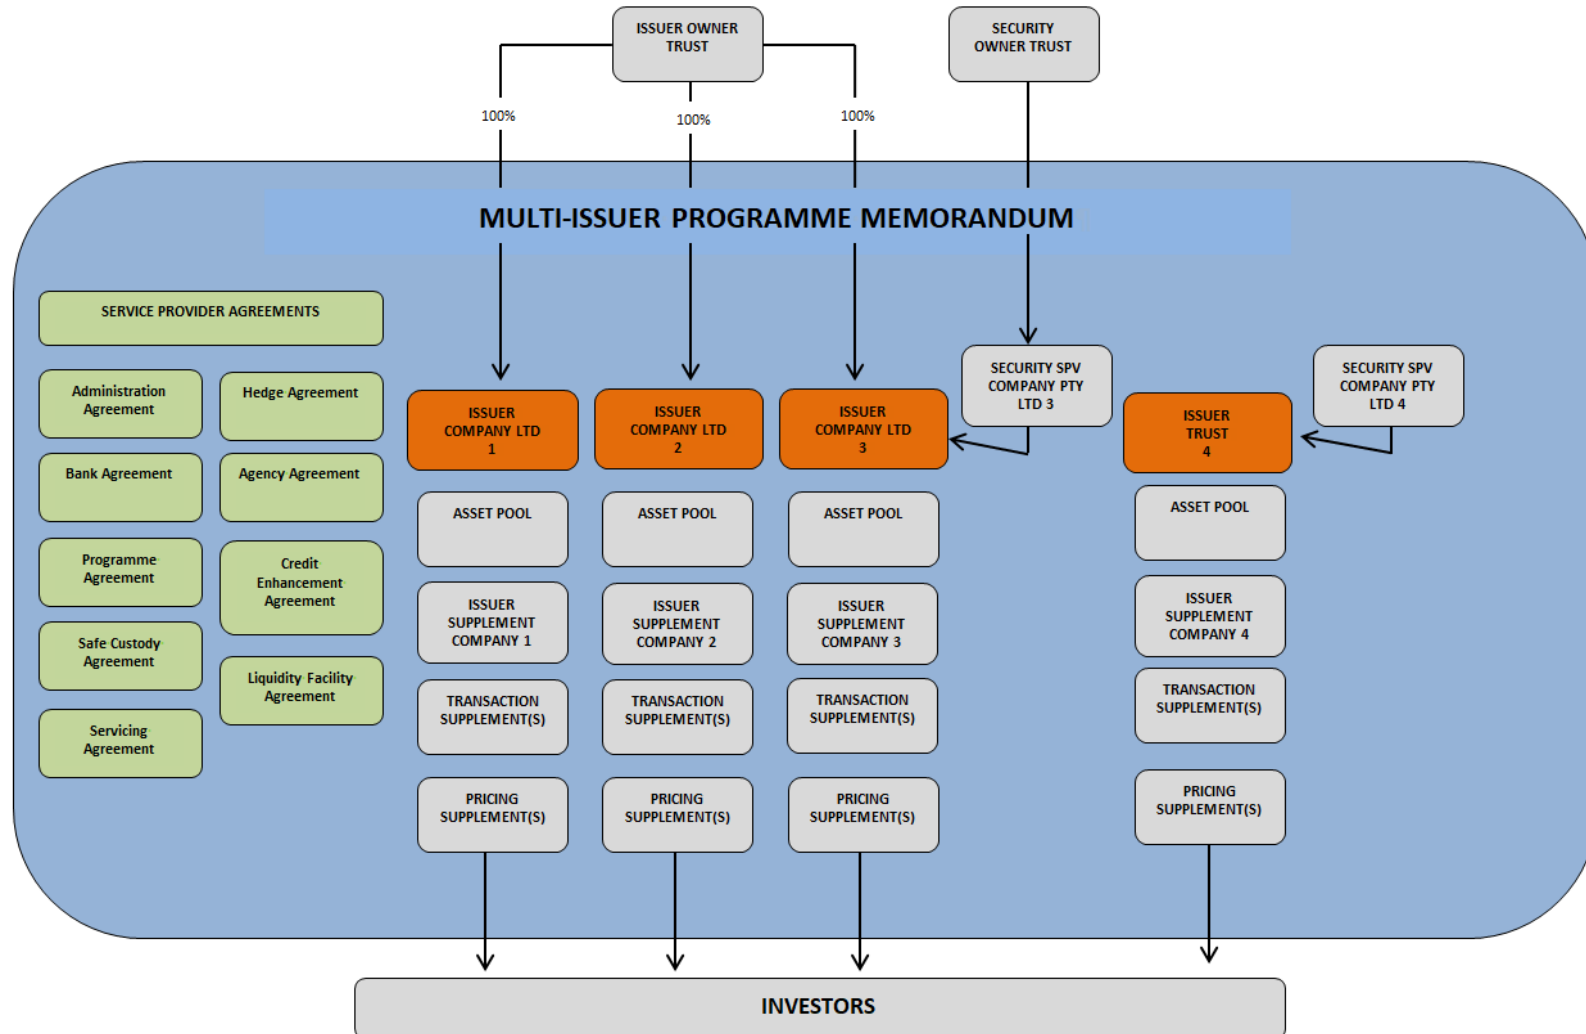 ISSUER OWNER
TRUST
SECURITY
OWNER TRUST
100%
100%
100%
MULTI-ISSUER PROGRAMME MEMORANDUM
SERVICE PROVIDER AGREEMENTS
Administration
Agreement
Hedge Agreement
Bank Agreement
Agency Agreement
Programme
Agreement
Credit
Enhancement
Agreement
Safe Custody
Agreement
Liquidity Facility
Agreement
Servicing
Agreement
ISSUER
COMPANY LTD
1
ISSUER
COMPANY LTD
2
ISSUER
COMPANY LTD
3
SECURITY SPV
COMPANY PTY
LTD 3
ISSUER
TRUST
4
SECURITY SPV
COMPANY PTY
LTD 4
ASSET POOL
ASSET POOL
ASSET POOL
ASSET POOL
ISSUER
SUPPLEMENT
COMPANY 1
ISSUER
SUPPLEMENT
COMPANY 2
ISSUER
SUPPLEMENT
COMPANY 3
ISSUER
SUPPLEMENT
COMPANY 4
TRANSACTION
SUPPLEMENT(S)
TRANSACTION
SUPPLEMENT(S)
TRANSACTION
SUPPLEMENT(S)
TRANSACTION
SUPPLEMENT(S)
PRICING
SUPPLEMENT(S)
PRICING
SUPPLEMENT(S)
PRICING
SUPPLEMENT(S)
PRICING
SUPPLEMENT(S)
INVESTORS